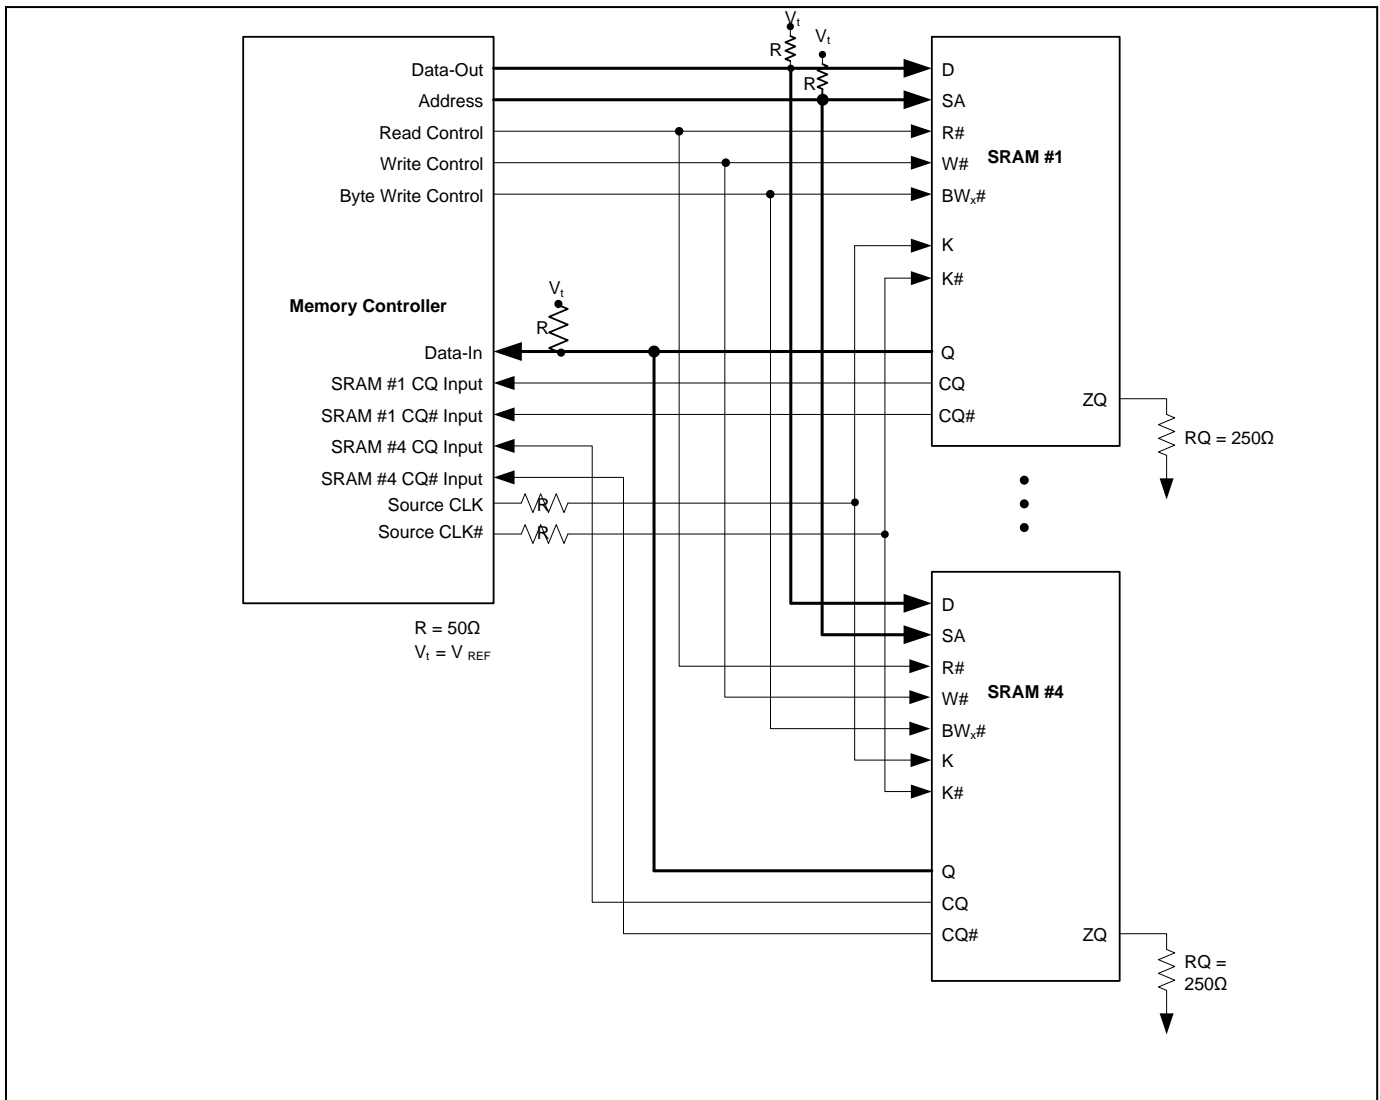 Vt
Vt
R
R
Data-Out
Address
Read Control
Write Control
Byte Write Control
Memory Controller
Vt
R
Data-In
SRAM #1 CQ Input
SRAM #1 CQ# Input
SRAM #4 CQ Input
SRAM #4 CQ# Input
Source CLK
R
Source CLK#
R
R = 50Ω
Vt = V REF
D
SA
R#
SRAM #1
W#
BWx#
K
K#
Q
CQ
CQ#
ZQ
RQ = 250Ω
D
SA
R#
SRAM #4
W#
BWx#
K
K#
Q
CQ
CQ#
ZQ
RQ =
250Ω